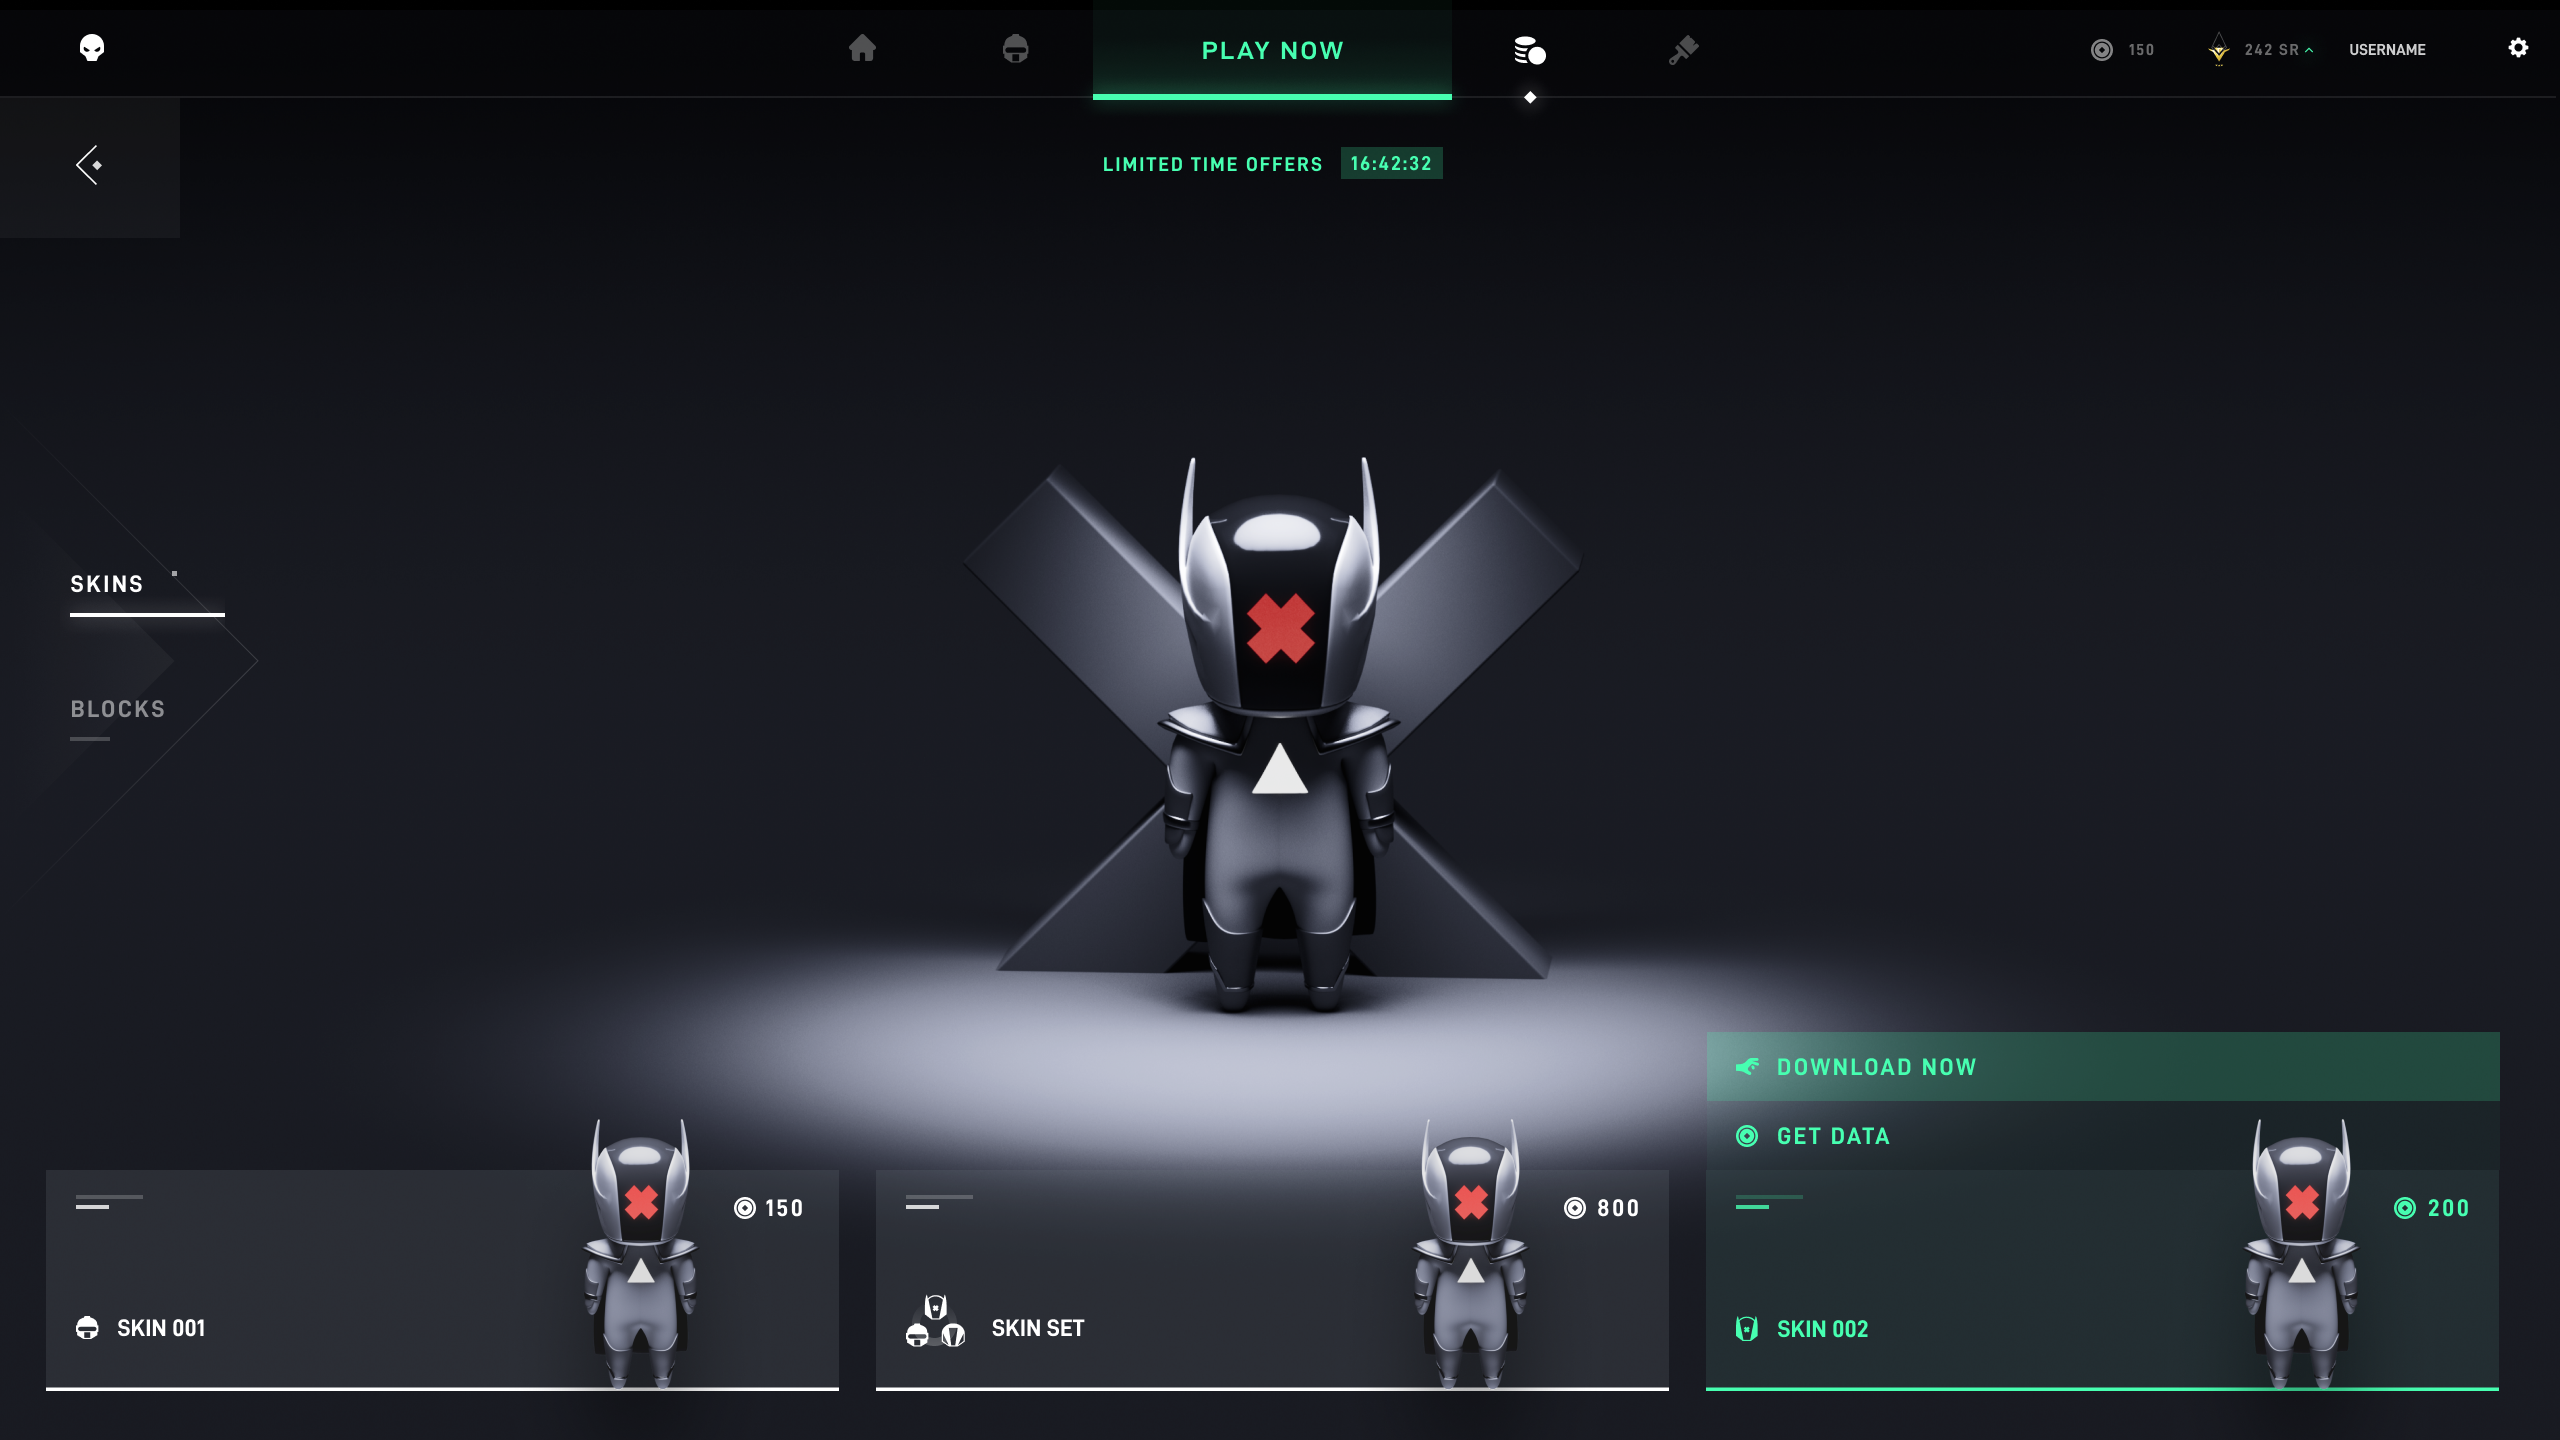 PLAY NOW
150
242 SR
USERNAME
LIMITED TIME OFFERS 16:42:32
SKINS
BLOCKS
DOWNLOAD NOW
GET DATA
150
SKIN 001
800
SKIN SET
200
SKIN 002